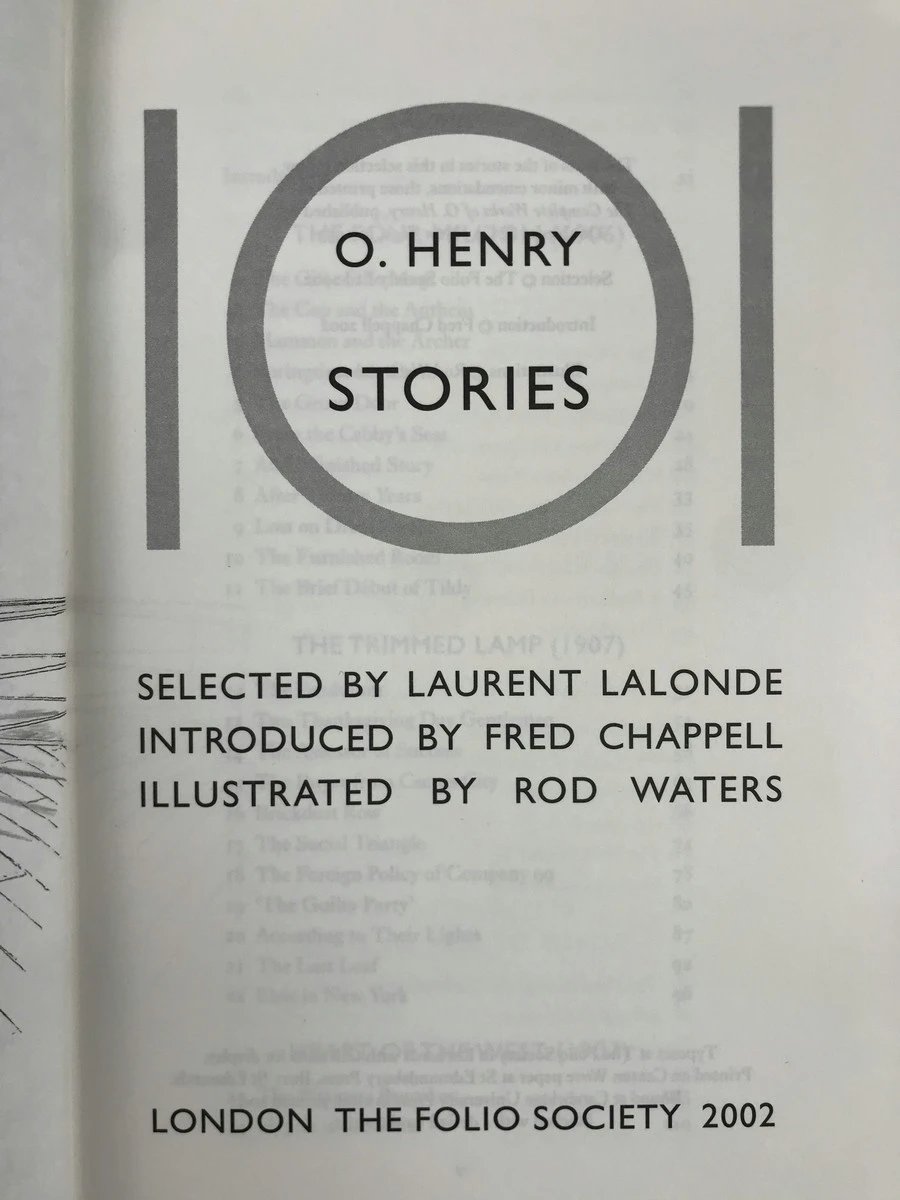 101
O. HENRY
STORIES
SELECTED BY LAURENT LALONDE
INTRODUCED BY FRED CHAPPELL
ILLUSTRATED BY ROD WATERS
LONDON THE FOLIO SOCIETY 2002